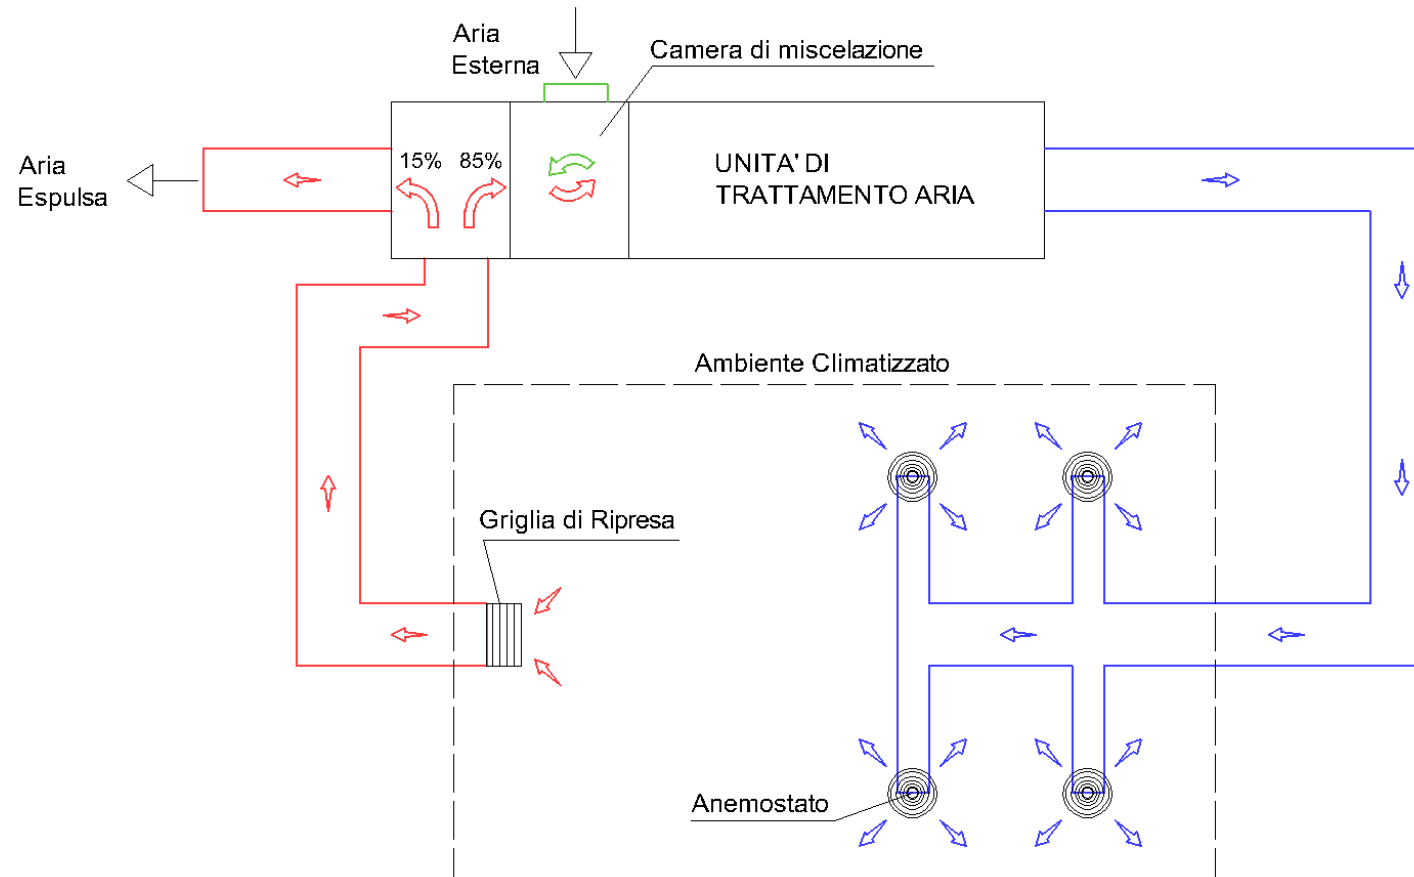 Aria
Esterna
Camera di miscelazione
Aria
Espulsa
15% 85%
UNITA' DI
TRATTAMENTO ARIA
Ambiente Climatizzato
Griglia di Ripresa
Anemostato